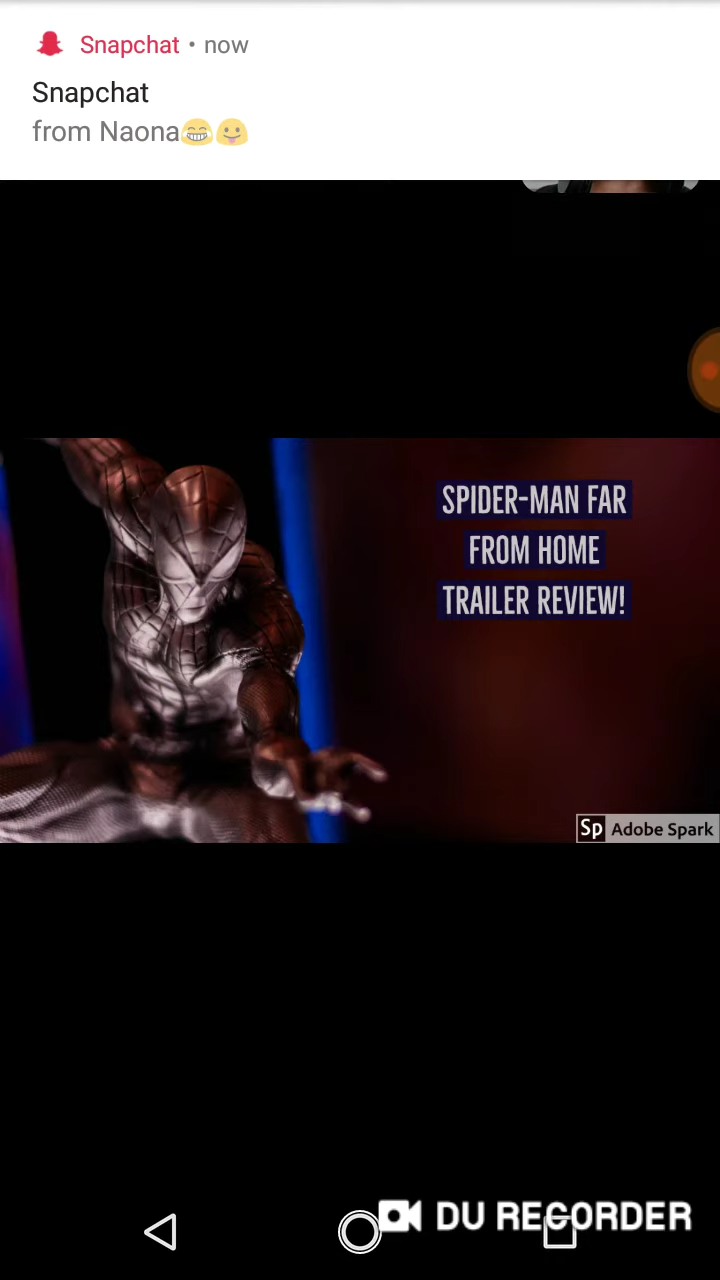 Snapchat • now
Snapchat
from Naona😂😛
SPIDER-MAN FAR
FROM HOME
TRAILER REVIEW!
Sp Adobe Spark
DU RECORDER